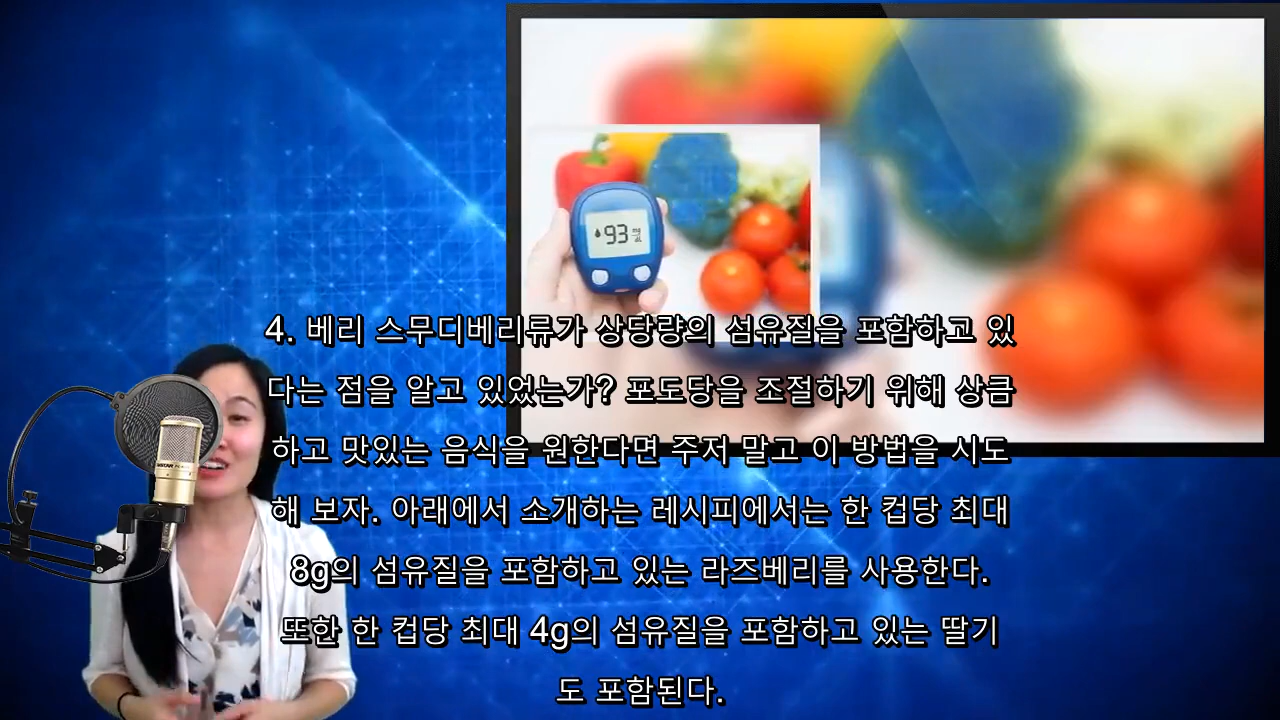 93
mg
dL
4. 베리 스무디베리류가 상당량의 섬유질을 포함하고 있
다는 점을 알고 있었는가? 포도당을 조절하기 위해 상큼
하고 맛있는 음식을 원한다면 주저 말고 이 방법을 시도
해 보자. 아래에서 소개하는 레시피에서는 한 컵당 최대
8g의 섬유질을 포함하고 있는 라즈베리를 사용한다.
또한 한 컵당 최대 4g의 섬유질을 포함하고 있는 딸기
도 포함된다.